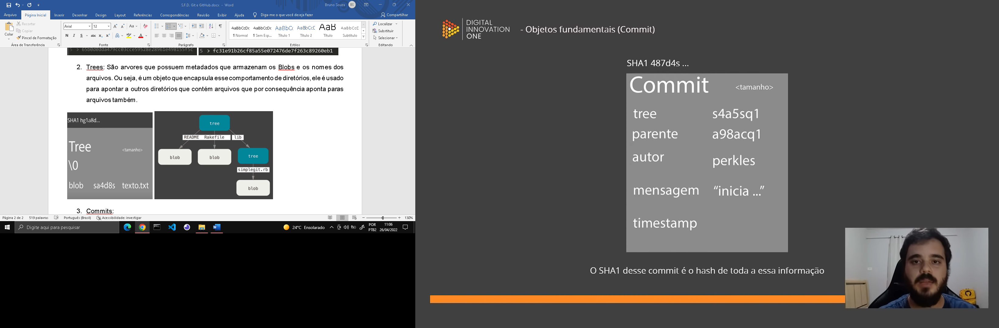 S.F.D. Git e GitHub.docx - Word
Bruno Souza
BS
Arquivo
Página Inicial
Inserir
Desenhar
Design
Layout
Referências
Correspondências
Revisão
Exibir
Ajuda
Diga-me o que você deseja fazer
Compartilhar
Colar
Recortar
Copiar
Pincel de Formatação
Área de Transferência
Arial
12
Fonte
Parágrafo
AaBbCcDc
¶ Normal
AaBbCcDc
¶ Sem Esp...
AaBbCc
Título 1
AaBbCcE
Título 2
AaB
Título
AaBbCcD
Subtítulo
Estilos
Localizar
Substituir
Selecionar
Editando
5 > 65b0d0dda479cc03cce59528e28961e498155f5c
5 > fc31e91b26cf85a55e072476de7f263c89260eb1
2. Trees: São arvores que possuem metadados que armazenam os Blobs e os nomes dos
arquivos. Ou seja, é um objeto que encapsula esse comportamento de diretórios, ele é usado
para apontar a outros diretórios que contém arquivos que por consequência aponta paras
arquivos também.
SHA1 hg1a8d...
Tree <tamanho>
\0
blob sa4d8s texto.txt
tree
README Rakefile lib
blob blob tree
simplegit.rb
blob
3. Commits:
Página 2 de 2 519 palavras Português (Brasil) Acessibilidade: investigar
130%
Digite aqui para pesquisar
24°C Ensolarado
POR
PTB2
11:06
26/04/2022
DIGITAL
INNOVATION
ONE
- Objetos fundamentais (Commit)
SHA1 487d4s ...
Commit <tamanho>
tree s4a5sq1
parente a98acq1
autor perkles
mensagem “inicia ...”
timestamp
O SHA1 desse commit é o hash de toda a essa informação